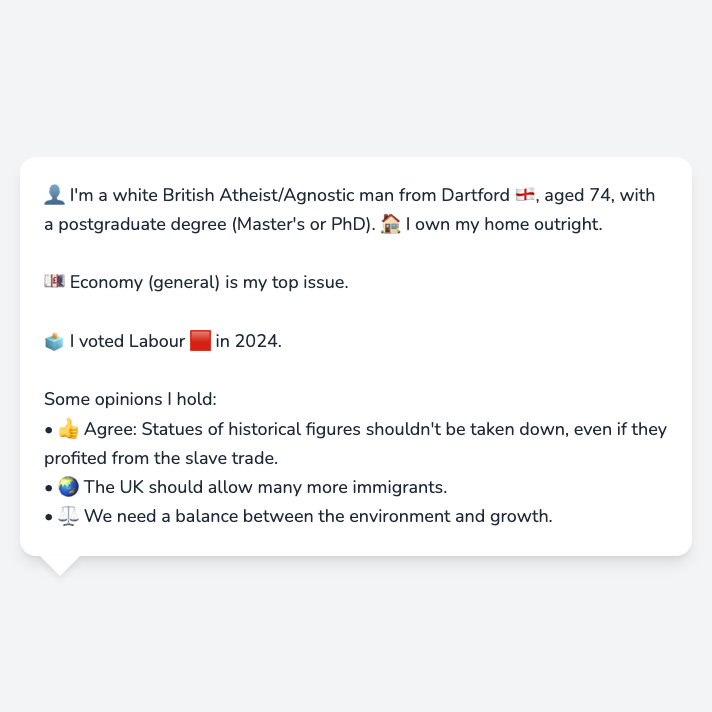 👤 I'm a white British Atheist/Agnostic man from Dartford 🏴󠁧󠁢󠁥󠁮󠁧󠁿, aged 74, with
a postgraduate degree (Master's or PhD). 🏠 I own my home outright.
💷 Economy (general) is my top issue.
🗳️ I voted Labour 🟥 in 2024.
Some opinions I hold:
• 👍 Agree: Statues of historical figures shouldn't be taken down, even if they
profited from the slave trade.
• 🌏 The UK should allow many more immigrants.
• ⚖️ We need a balance between the environment and growth.